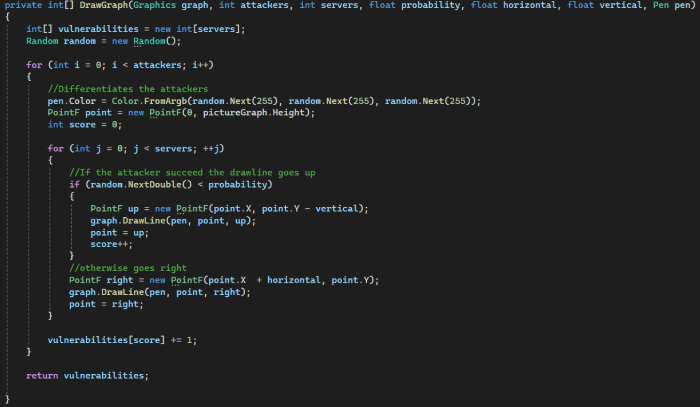 private int[] DrawGraph(Graphics graph, int attackers, int servers, float probability, float horizontal, float vertical, Pen pen)
{
int[] vulnerabilities = new int[servers];
Random random = new Random();
for (int i = 0; i < attackers; i++)
{
//Differentiates the attackers
pen.Color = Color.FromArgb(random.Next(255), random.Next(255), random.Next(255));
PointF point = new PointF(0, pictureGraph.Height);
int score = 0;
for (int j = 0; j < servers; ++j)
{
//If the attacker succeed the drawline goes up
if (random.NextDouble() < probability)
{
PointF up = new PointF(point.X, point.Y - vertical);
graph.DrawLine(pen, point, up);
point = up;
score++;
}
//otherwise goes right
PointF right = new PointF(point.X  + horizontal, point.Y);
graph.DrawLine(pen, point, right);
point = right;
}
vulnerabilities[score] += 1;
}
return vulnerabilities;
}